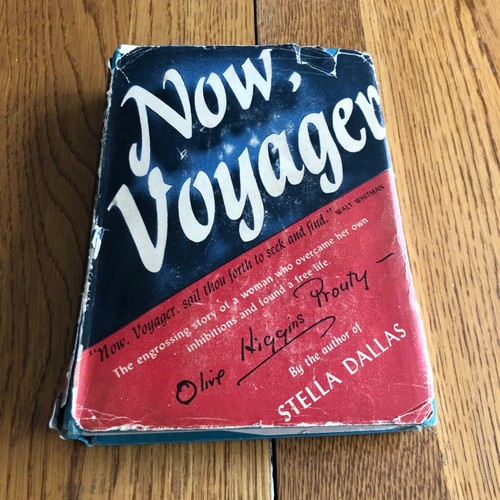 Now,
Voyager
"Now, Voyager, sail thou forth to seek and find." WALT WHITMAN
The engrossing story of a woman who overcame her own
inhibitions and found a free life.
Olive Higgins Prouty —
By the author of
STELLA DALLAS